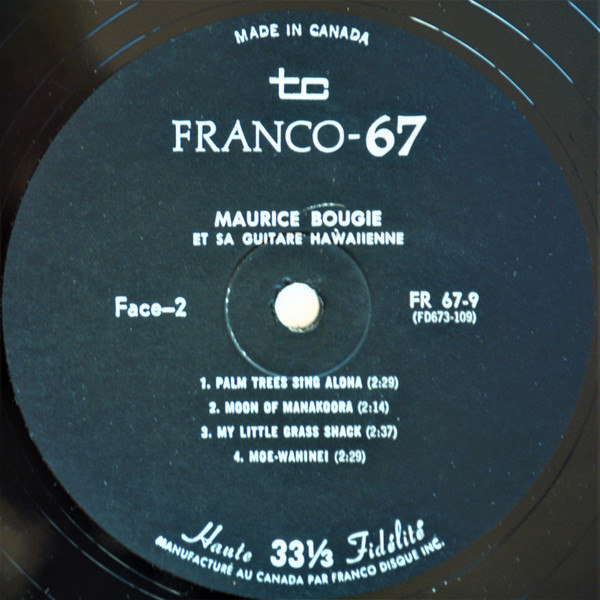 MADE IN CANADA
tc
FRANCO-67
MAURICE BOUGIE
ET SA GUITARE HAWAIIENNE
Face-2
FR 67-9
(FD673-109)
1. PALM TREES SING ALOHA (2:29)
2. MOON OF MANAKOORA (2:14)
3. MY LITTLE GRASS SHACK (2:37)
4. MOE-WAHINEI (2:29)
Haute 33⅓ Fidélité
MANUFACTURÉ AU CANADA PAR FRANCO DISQUE INC.